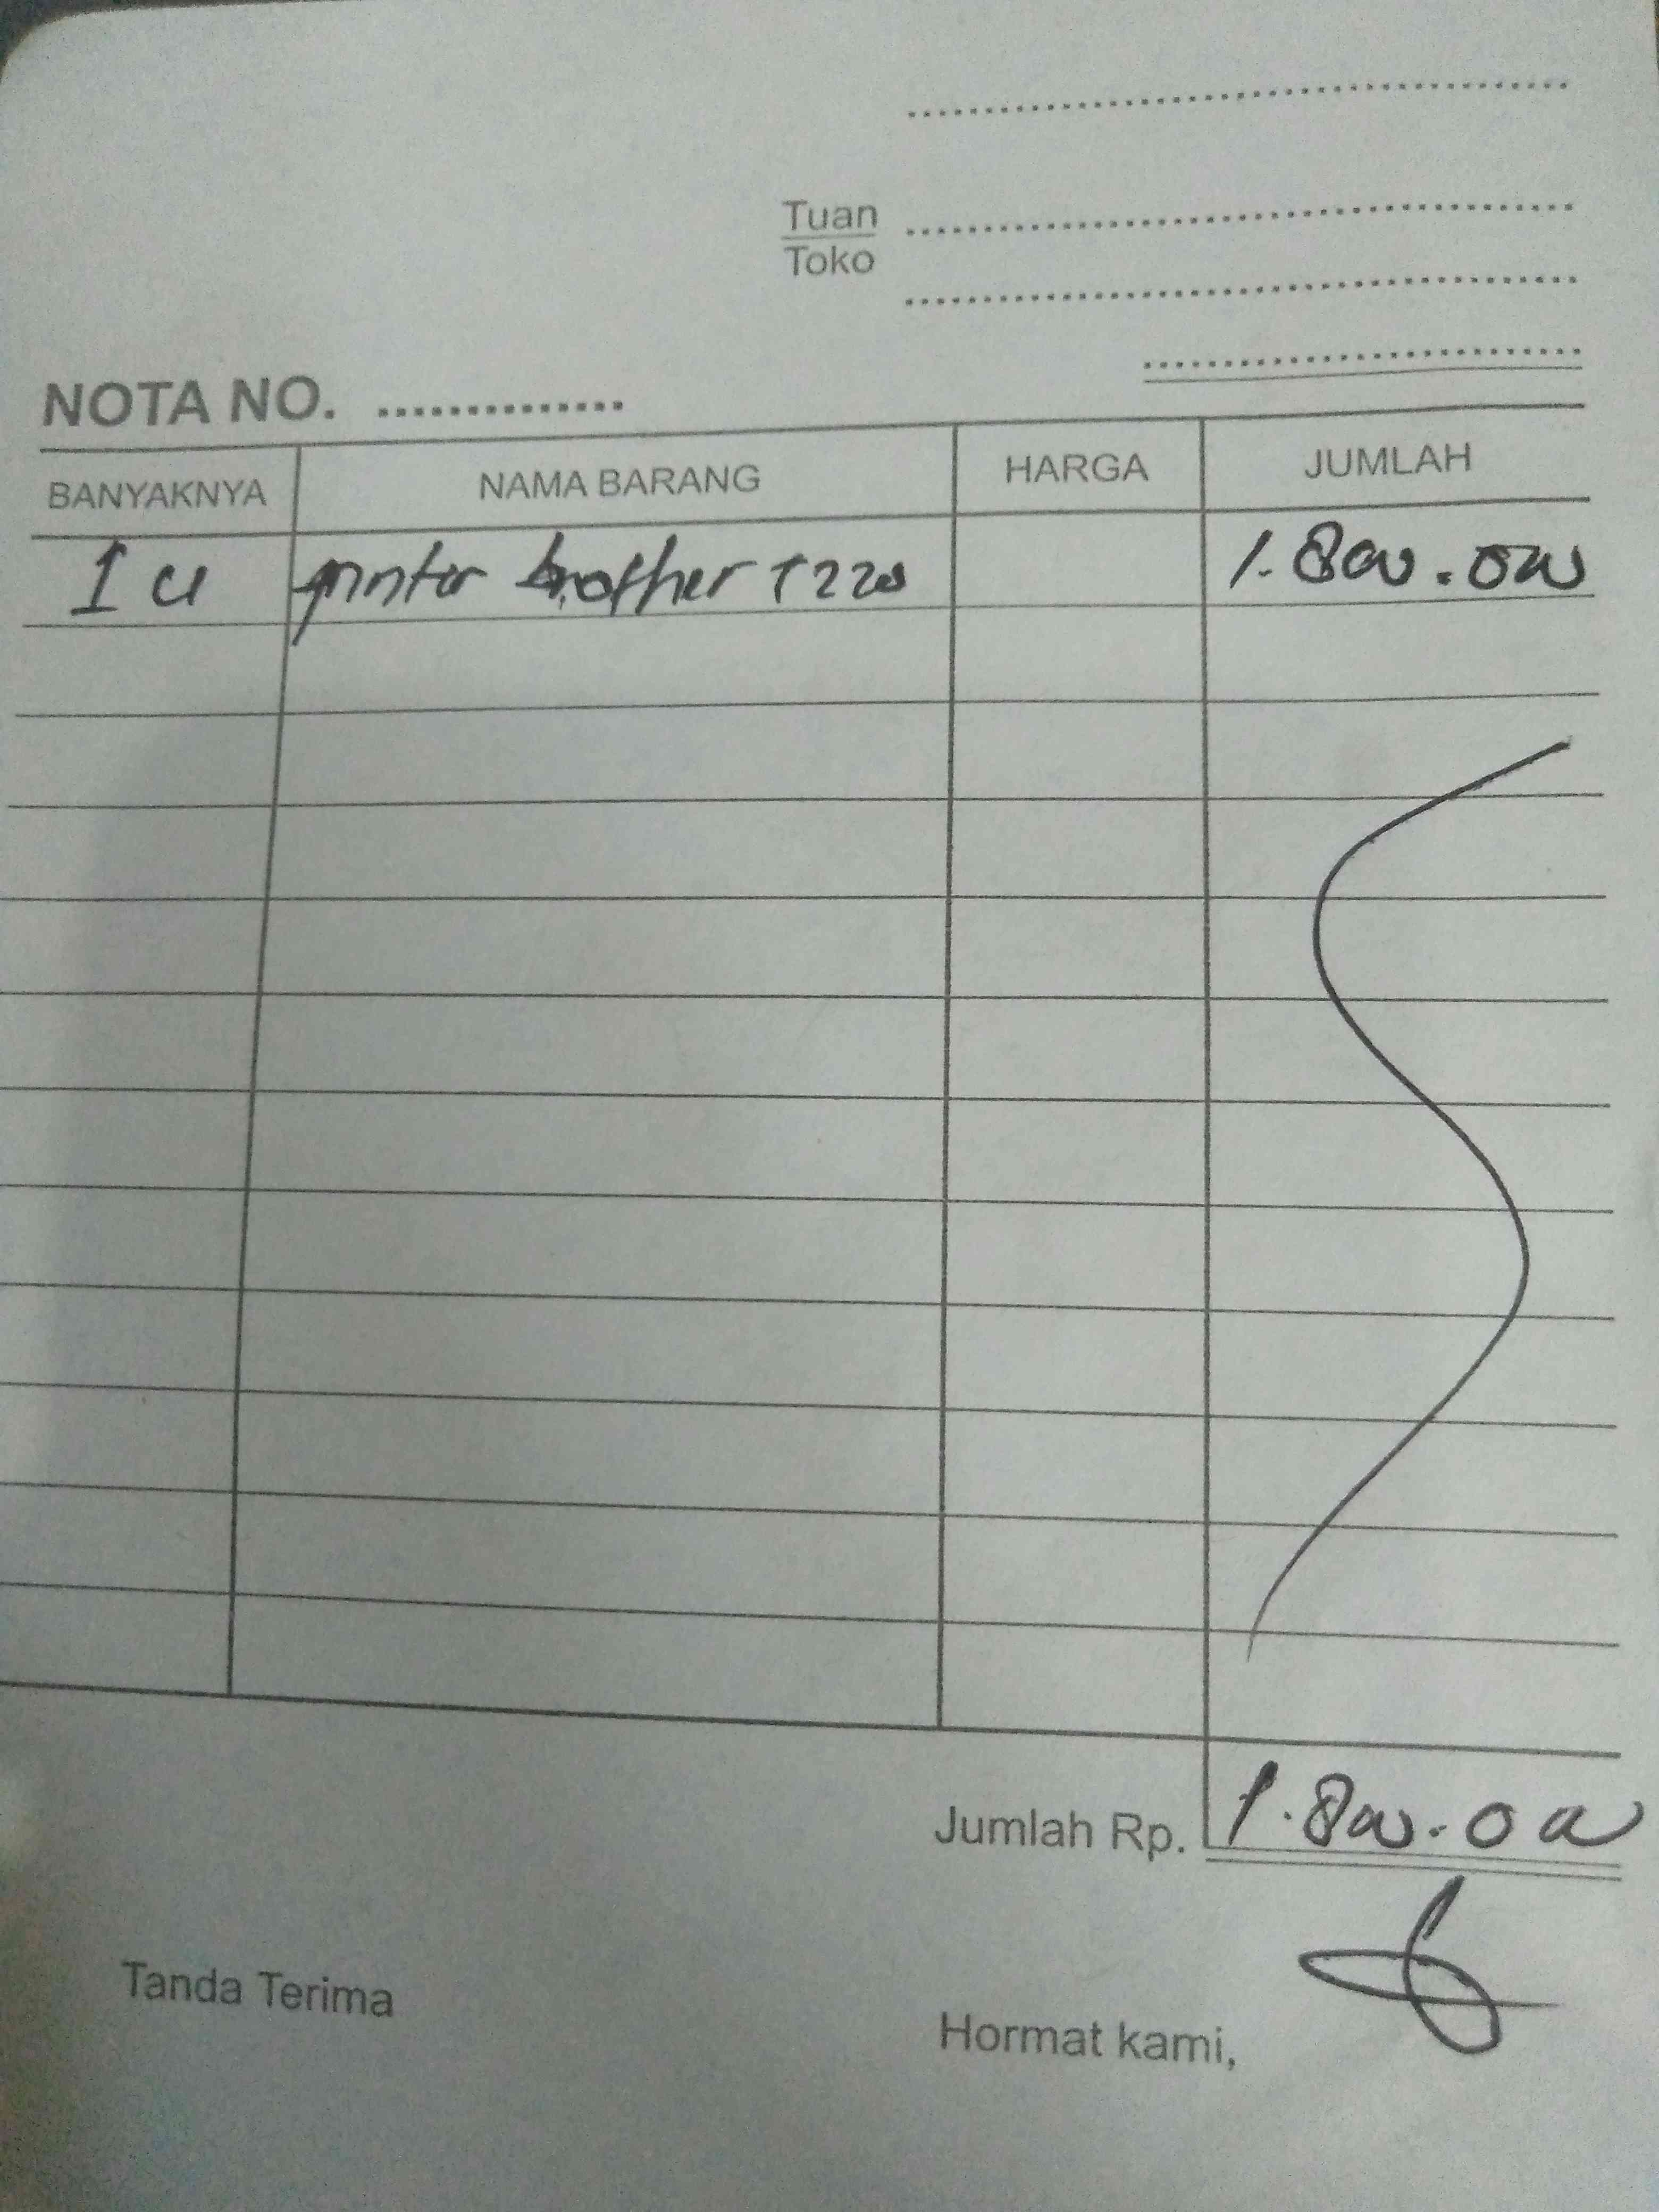 Tuan
Toko
NOTA NO. ..............
BANYAKNYA NAMA BARANG HARGA JUMLAH
1 u printer brother T220 1.800.000
Jumlah Rp. 1.800.000
Tanda Terima
Hormat kami,